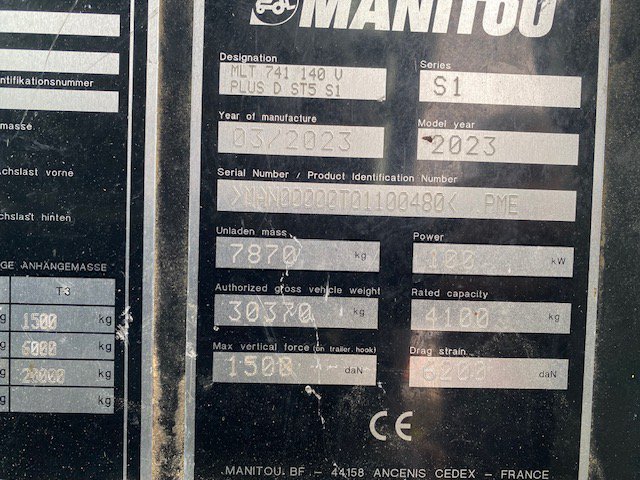 ntifikationsnummer
masse
chslast vorne
chslast hinten
GE ANHÄNGEMASSE
T3
g 1500 kg
g 6000 kg
g 20000 kg
g kg
MANITOU
Designation
MLT 741 140 V
PLUS D ST5 S1
Series
S1
Year of manufacture
03/2023
Model year
2023
Serial Number / Product Identification Number
>MAN00000T01100480< PME
Unladen mass
7870 kg
Power
100 kW
Authorized gross vehicle weight
30370 kg
Rated capacity
4100 kg
Max vertical force (on trailer hook)
1500 daN
Drag strain
daN
CE
MANITOU BF - 44158 ANCENIS CEDEX - FRANCE